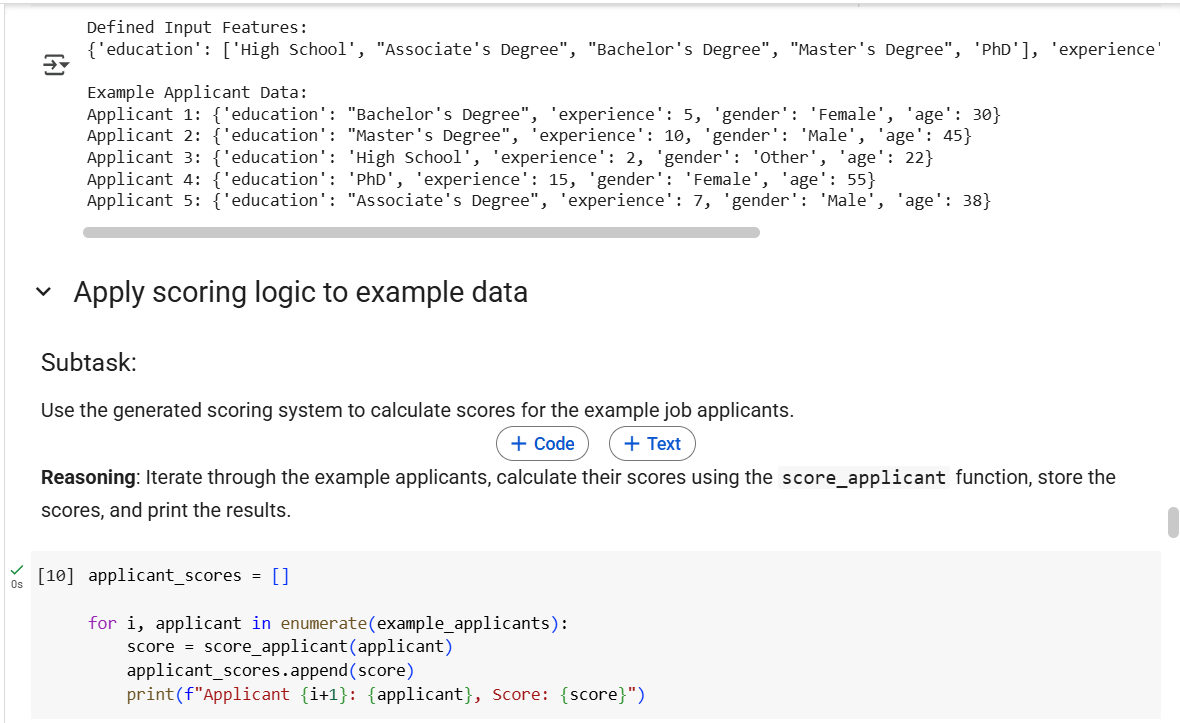 Defined Input Features:
{'education': ['High School', "Associate's Degree", "Bachelor's Degree", "Master's Degree", 'PhD'], 'experience'
Example Applicant Data:
Applicant 1: {'education': "Bachelor's Degree", 'experience': 5, 'gender': 'Female', 'age': 30}
Applicant 2: {'education': "Master's Degree", 'experience': 10, 'gender': 'Male', 'age': 45}
Applicant 3: {'education': 'High School', 'experience': 2, 'gender': 'Other', 'age': 22}
Applicant 4: {'education': 'PhD', 'experience': 15, 'gender': 'Female', 'age': 55}
Applicant 5: {'education': "Associate's Degree", 'experience': 7, 'gender': 'Male', 'age': 38}
Apply scoring logic to example data
Subtask:
Use the generated scoring system to calculate scores for the example job applicants.
+ Code + Text
Reasoning: Iterate through the example applicants, calculate their scores using the score_applicant function, store the
scores, and print the results.
[10] applicant_scores = []
0s
for i, applicant in enumerate(example_applicants):
    score = score_applicant(applicant)
    applicant_scores.append(score)
    print(f"Applicant {i+1}: {applicant}, Score: {score}")